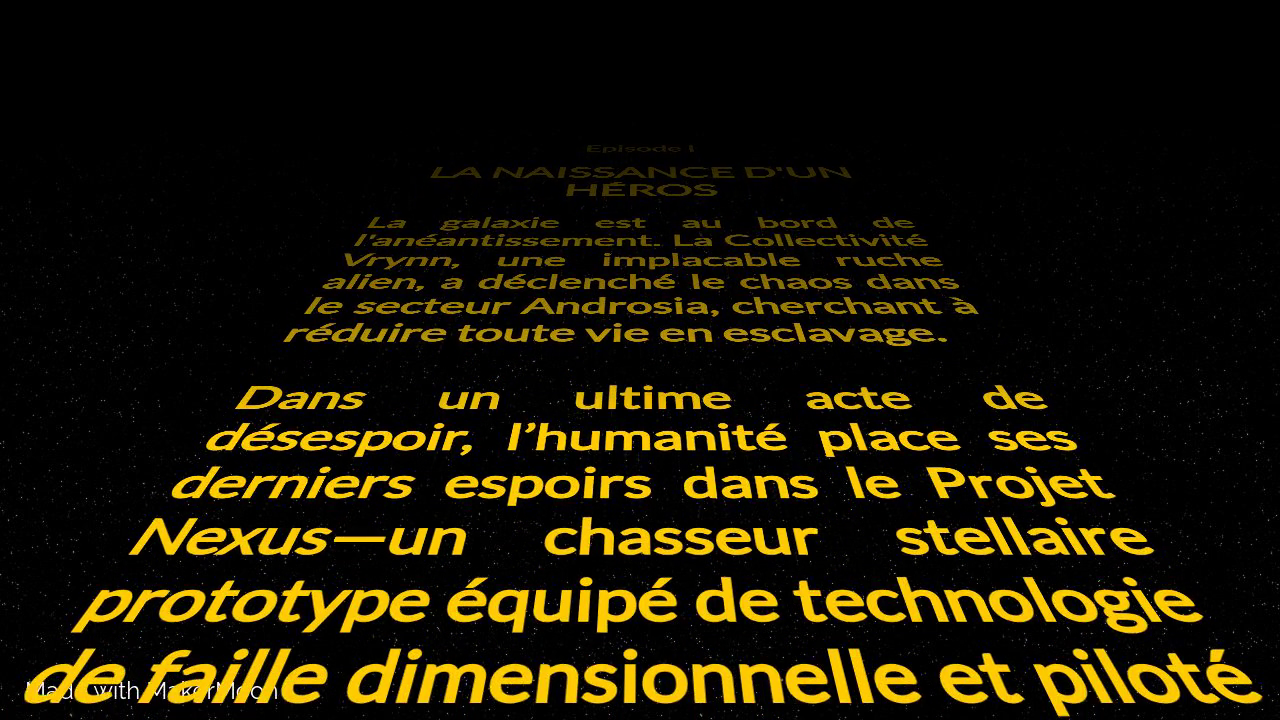 Episode I
LA NAISSANCE D'UN
HÉROS
La galaxie est au bord de
l'anéantissement. La Collectivité
Vrynn, une implacable ruche
alien, a déclenché le chaos dans
le secteur Androsia, cherchant à
réduire toute vie en esclavage.
Dans un ultime acte de
désespoir, l’humanité place ses
derniers espoirs dans le Projet
Nexus—un chasseur stellaire
prototype équipé de technologie
de faille dimensionnelle et piloté
Made with MakerMoon